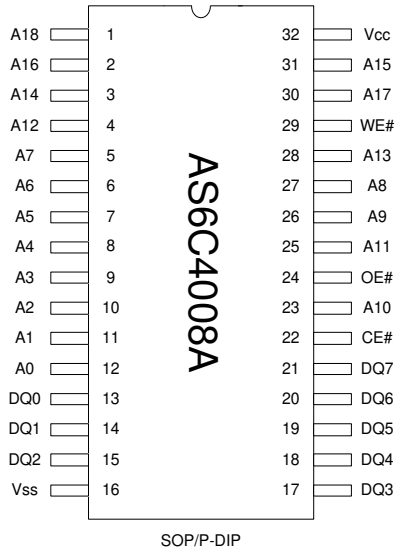 A18 1 32 Vcc
A16 2 31 A15
A14 3 30 A17
A12 4 29 WE#
A7 5 28 A13
A6 6 27 A8
A5 7 26 A9
A4 8 25 A11
A3 9 24 OE#
A2 10 23 A10
A1 11 22 CE#
A0 12 21 DQ7
DQ0 13 20 DQ6
DQ1 14 19 DQ5
DQ2 15 18 DQ4
Vss 16 17 DQ3
AS6C4008A
SOP/P-DIP